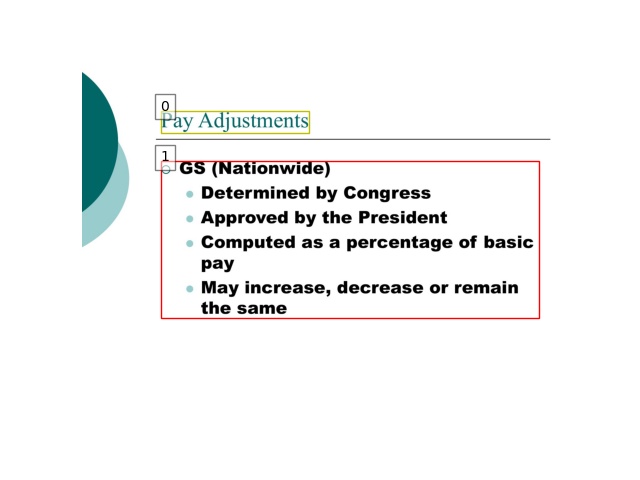 0
Pay Adjustments
1
GS (Nationwide)
Determined by Congress
Approved by the President
Computed as a percentage of basic
pay
May increase, decrease or remain
the same